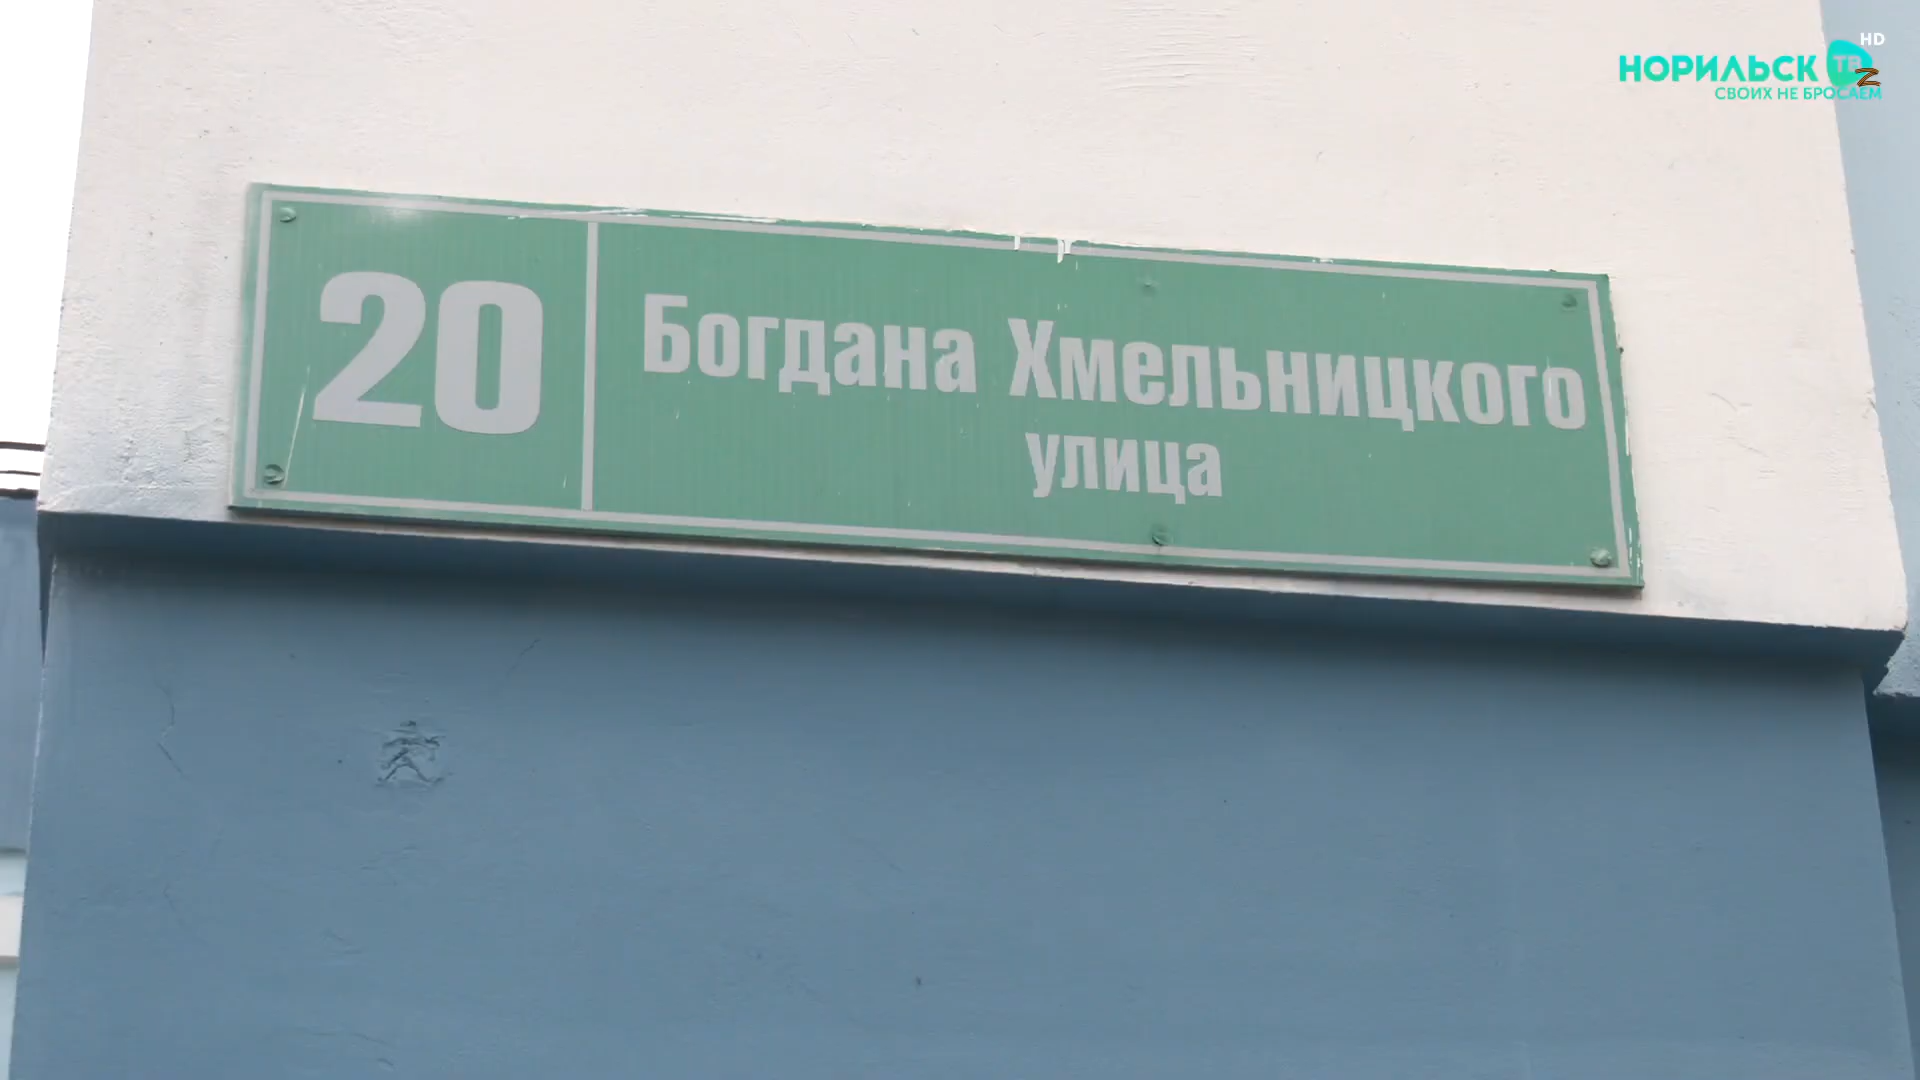 НОРИЛЬСК ТВ HD
Z
СВОИХ НЕ БРОСАЕМ
20
Богдана Хмельницкого
улица